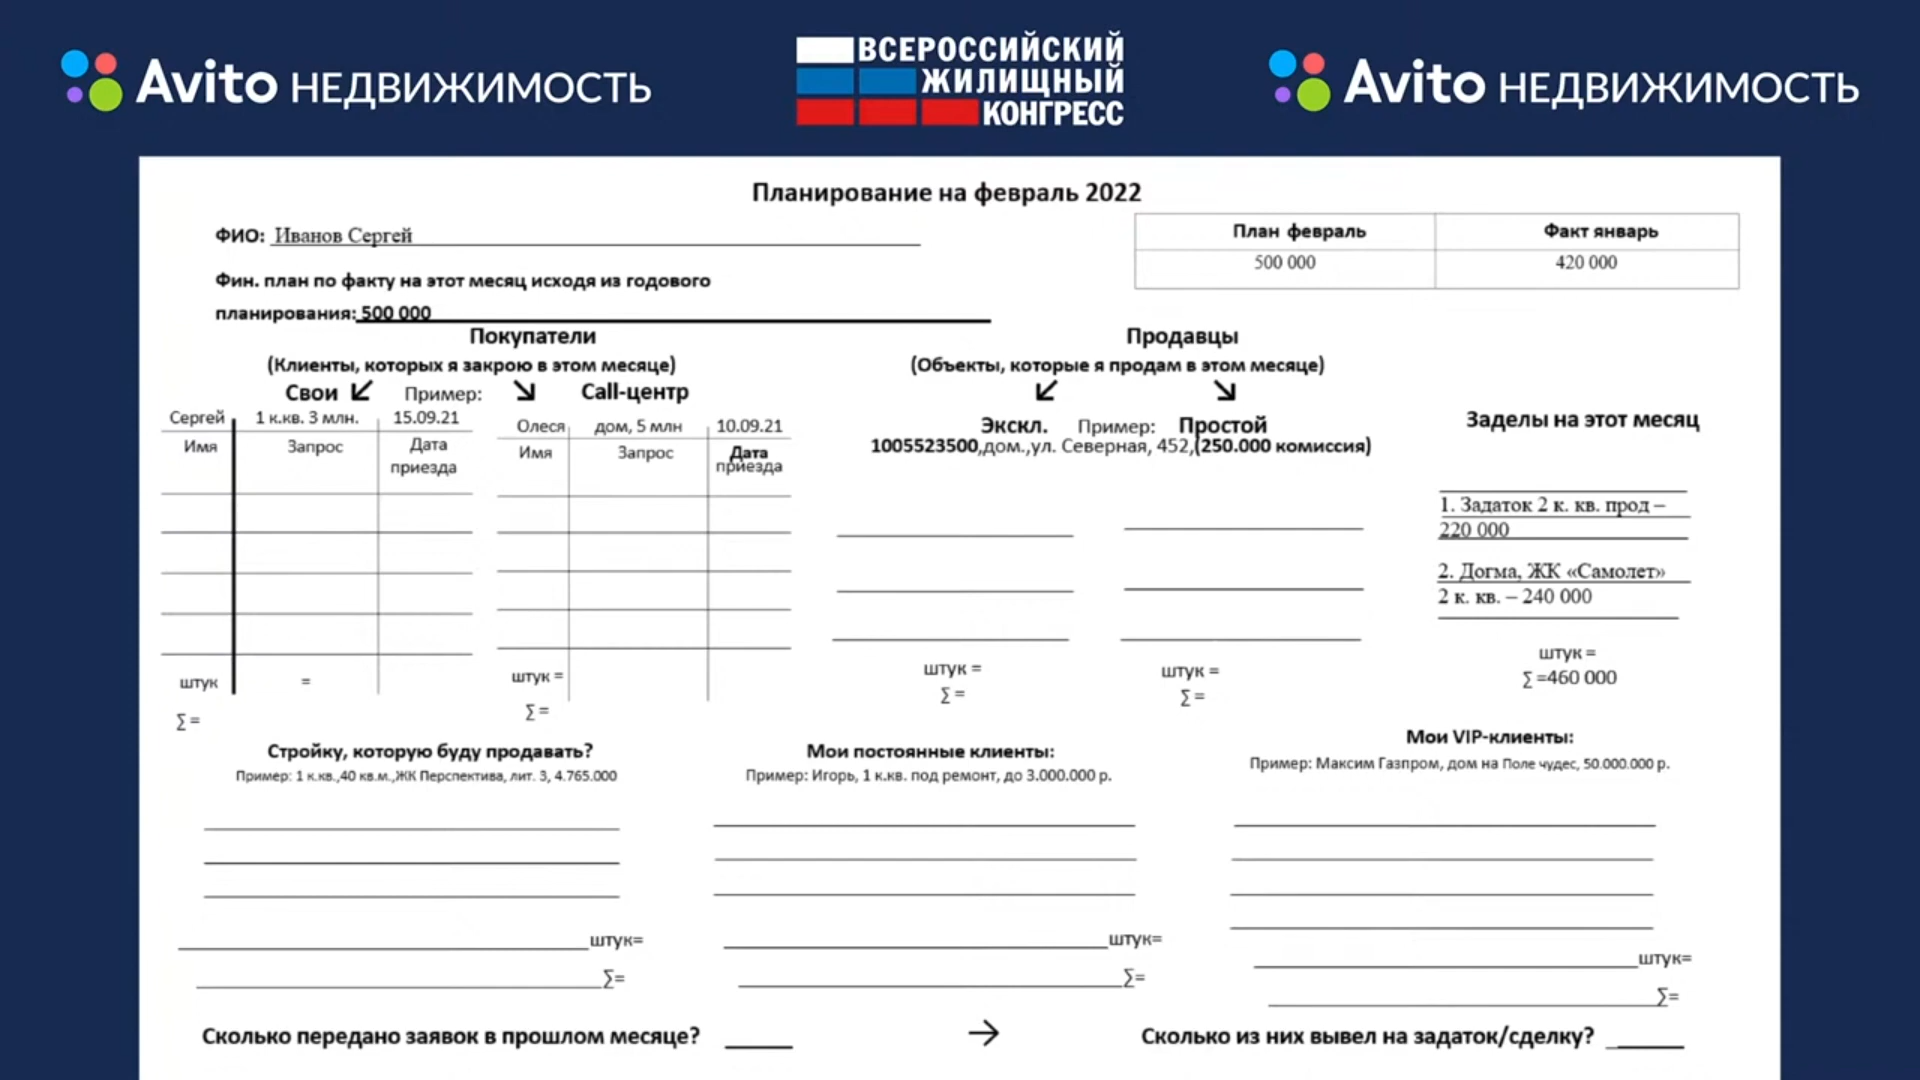 Avito НЕДВИЖИМОСТЬ
ВСЕРОССИЙСКИЙ
ЖИЛИЩНЫЙ
КОНГРЕСС
Avito НЕДВИЖИМОСТЬ
Планирование на февраль 2022
ФИО: Иванов Сергей
План февраль Факт январь
500 000 420 000
Фин. план по факту на этот месяц исходя из годового
планирования: 500 000
Покупатели
(Клиенты, которых я закрою в этом месяце)
Свои Пример: Call-центр
Сергей 1 к.кв. 3 млн. 15.09.21
Имя Запрос Дата приезда
штук =
∑ =
Олеся дом, 5 млн 10.09.21
Имя Запрос Дата приезда
штук =
∑ =
Продавцы
(Объекты, которые я продам в этом месяце)
Экскл. Пример: Простой
1005523500,дом.,ул. Северная, 452,(250.000 комиссия)
штук =
∑ =
штук =
∑ =
Заделы на этот месяц
1. Задаток 2 к. кв. прод –
220 000
2. Догма, ЖК «Самолет»
2 к. кв. – 240 000
штук =
∑ =460 000
Стройку, которую буду продавать?
Пример: 1 к.кв.,40 кв.м.,ЖК Перспектива, лит. 3, 4.765.000
штук=
∑=
Мои постоянные клиенты:
Пример: Игорь, 1 к.кв. под ремонт, до 3.000.000 р.
штук=
∑=
Мои VIP-клиенты:
Пример: Максим Газпром, дом на Поле чудес, 50.000.000 р.
штук=
∑=
Сколько передано заявок в прошлом месяце? → Сколько из них вывел на задаток/сделку?